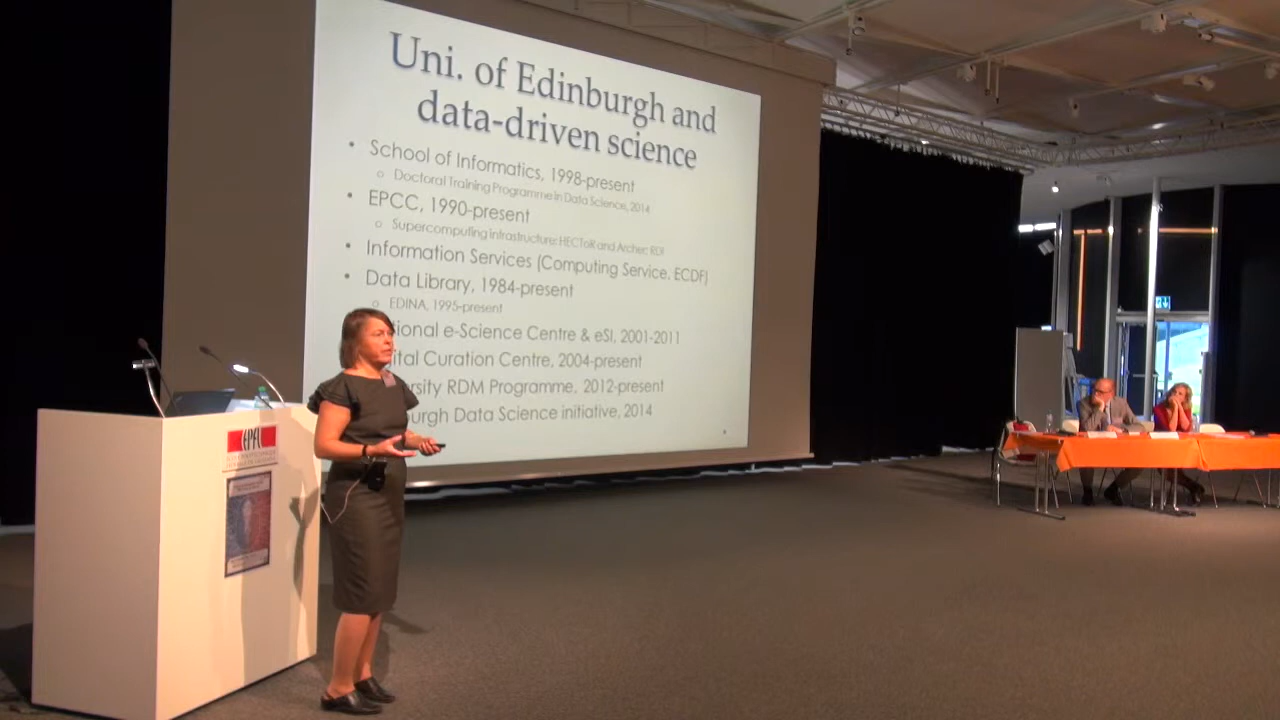 Uni. of Edinburgh and
data-driven science
• School of Informatics, 1998-present
○ Doctoral Training Programme in Data Science, 2014
• EPCC, 1990-present
○ Supercomputing infrastructure: HECToR and Archer; RDF
• Information Services (Computing Service, ECDF)
• Data Library, 1984-present
○ EDINA, 1995-present
tional e-Science Centre & eSI, 2001-2011
ital Curation Centre, 2004-present
rsity RDM Programme, 2012-present
burgh Data Science initiative, 2014
EPFL